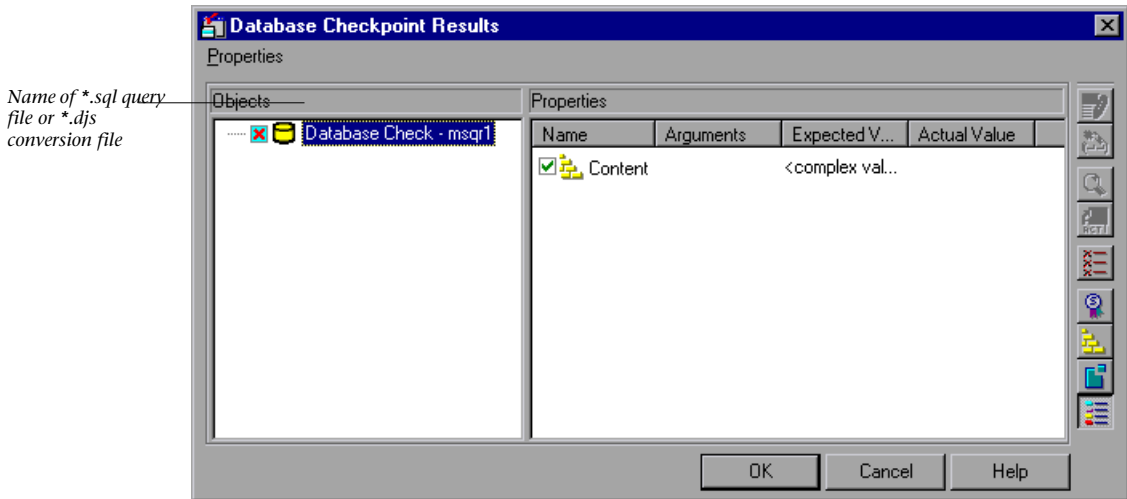 Database Checkpoint Results
Properties
Name of *.sql query
file or *.djs
conversion file
Objects
Properties
Database Check - msqr1
Name Arguments Expected V... Actual Value
Content <complex val...
ACT!
OK Cancel Help